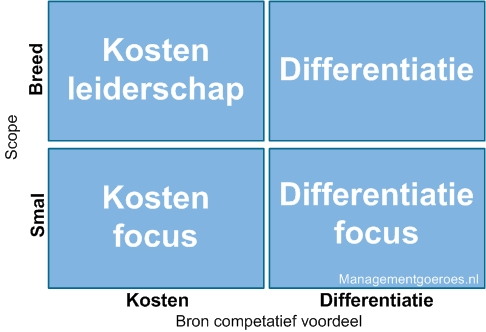 Scope
Breed
Kosten
leiderschap
Differentiatie
Smal
Kosten
focus
Differentiatie
focus
Managementgoeroes.nl
Kosten
Differentiatie
Bron competatief voordeel